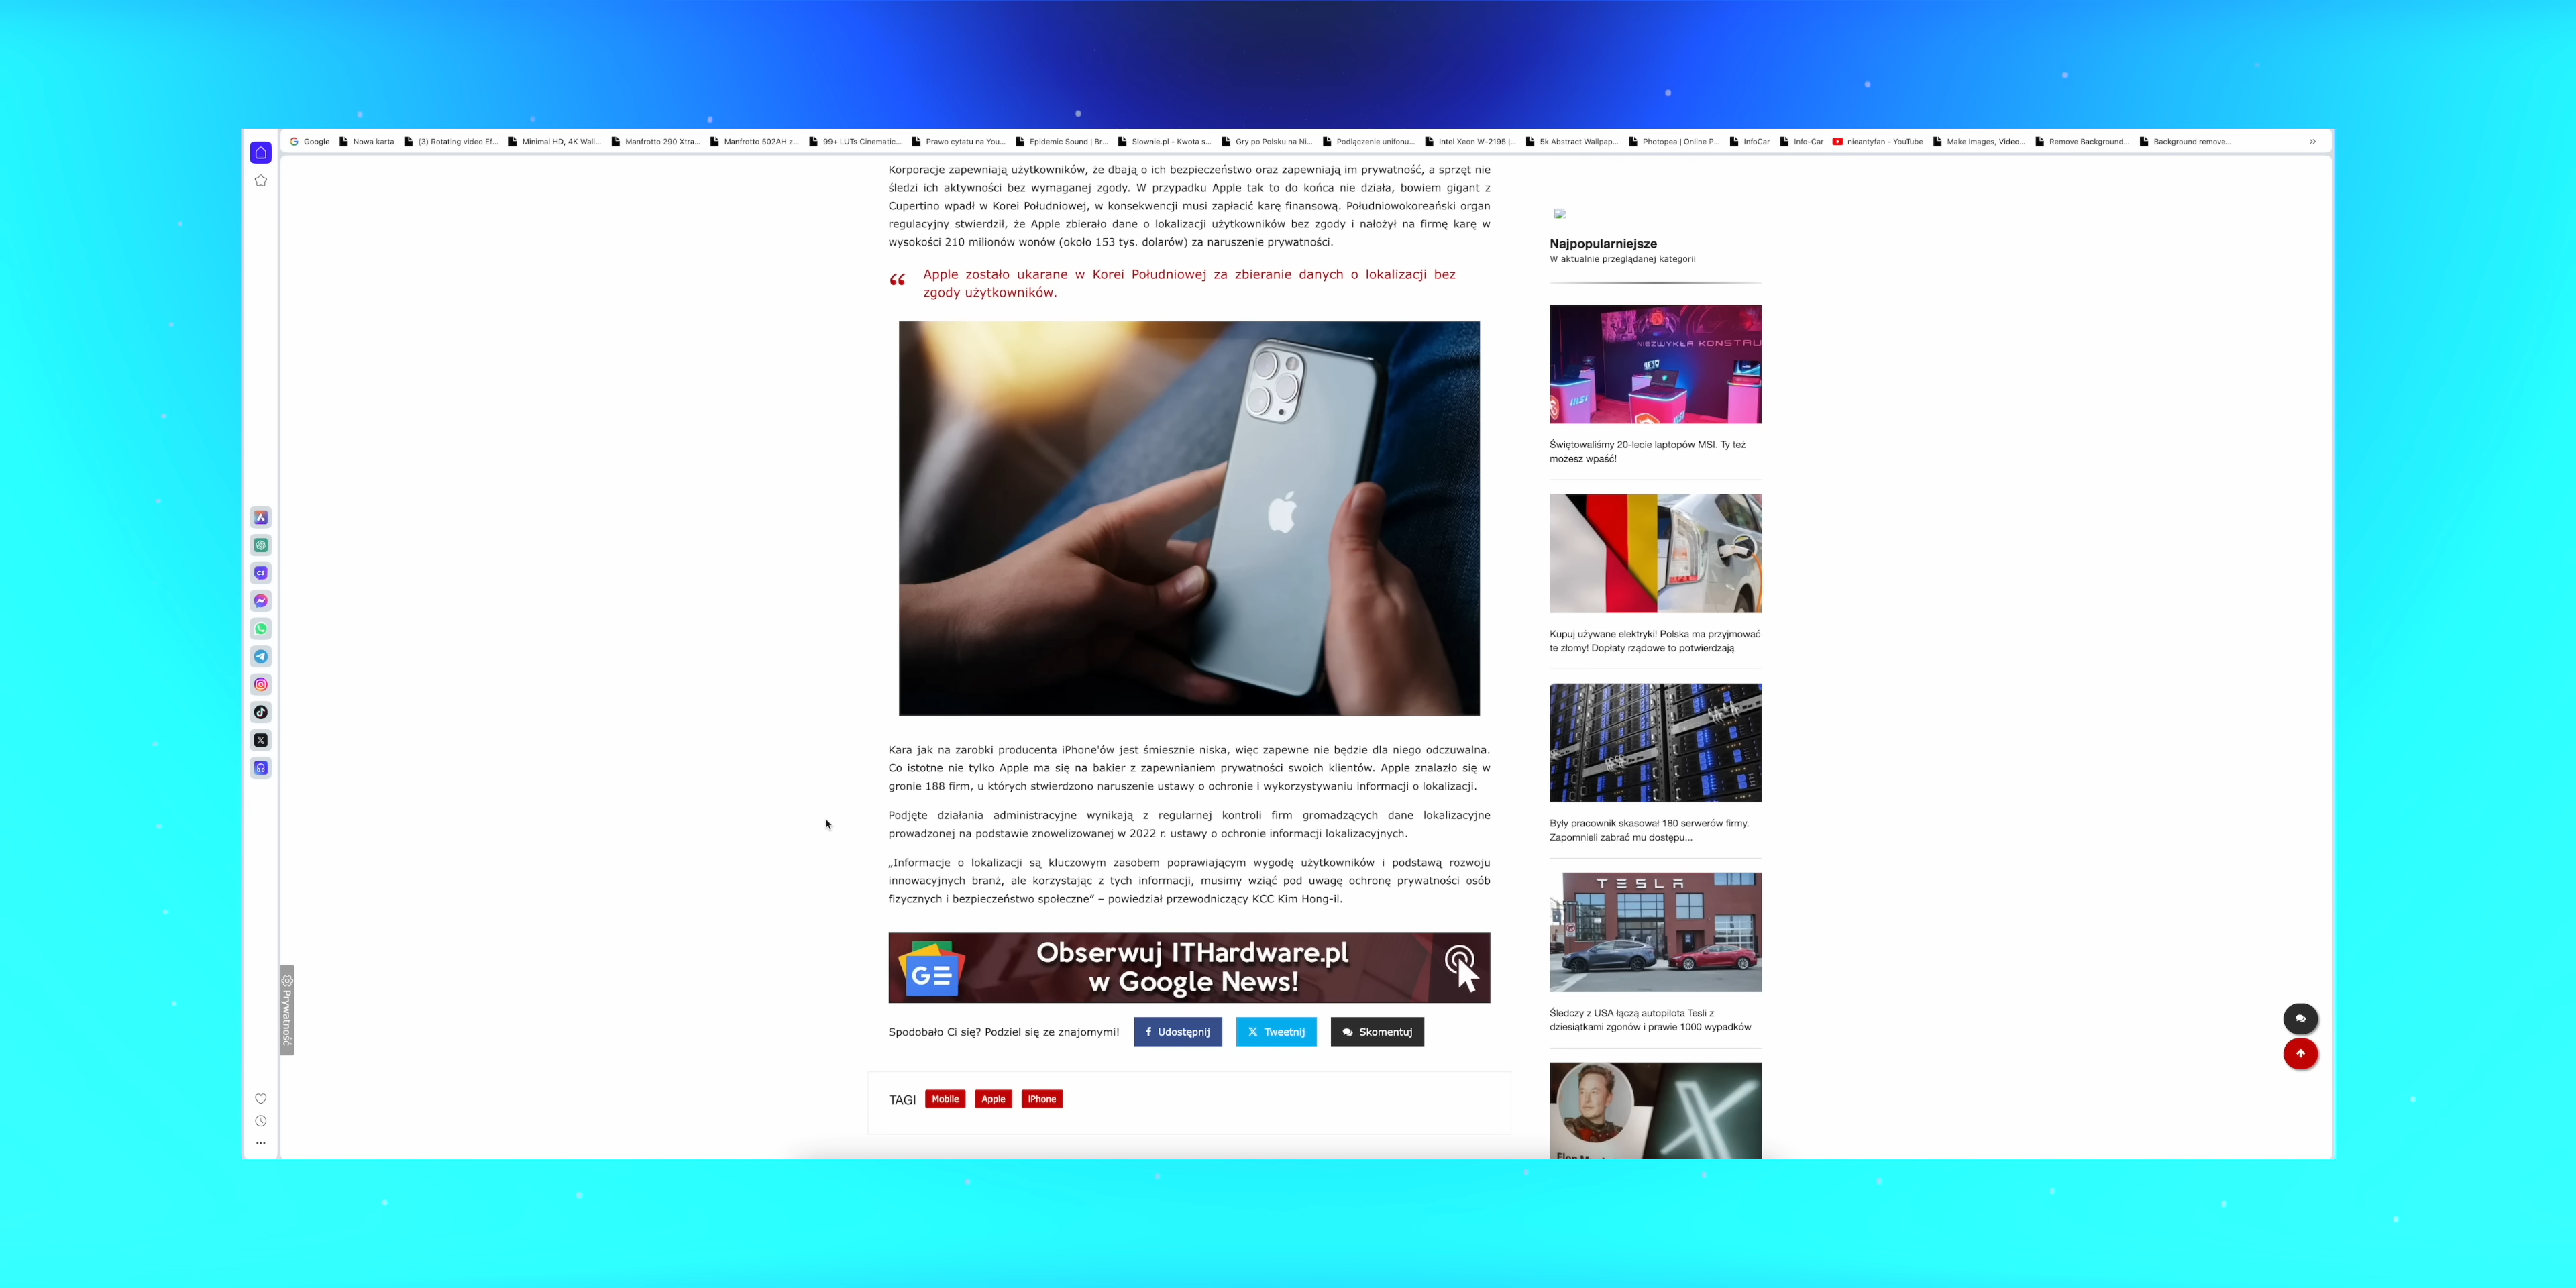 Google Nowa karta (3) Rotating video Ef... Minimal HD, 4K Wall... Manfrotto 290 Xtra... Manfrotto 502AH z... 99+ LUTs Cinematic... Prawo cytatu na You... Epidemic Sound | Br... Slownie.pl - Kwota s... Gry po Polsku na Ni... Podłączenie unifonu... Intel Xeon W-2195 |... 5k Abstract Wallpap... Photopea | Online P... InfoCar Info-Car nieantyfan - YouTube Make Images, Video... Remove Background... Background remove...
Korporacje zapewniają użytkowników, że dbają o ich bezpieczeństwo oraz zapewniają im prywatność, a sprzęt nie
śledzi ich aktywności bez wymaganej zgody. W przypadku Apple tak to do końca nie działa, bowiem gigant z
Cupertino wpadł w Korei Południowej, w konsekwencji musi zapłacić karę finansową. Południowokoreański organ
regulacyjny stwierdził, że Apple zbierało dane o lokalizacji użytkowników bez zgody i nałożył na firmę karę w
wysokości 210 milionów wonów (około 153 tys. dolarów) za naruszenie prywatności.
“ Apple zostało ukarane w Korei Południowej za zbieranie danych o lokalizacji bez
zgody użytkowników.
Kara jak na zarobki producenta iPhone'ów jest śmiesznie niska, więc zapewne nie będzie dla niego odczuwalna.
Co istotne nie tylko Apple ma się na bakier z zapewnianiem prywatności swoich klientów. Apple znalazło się w
gronie 188 firm, u których stwierdzono naruszenie ustawy o ochronie i wykorzystywaniu informacji o lokalizacji.
Podjęte działania administracyjne wynikają z regularnej kontroli firm gromadzących dane lokalizacyjne
prowadzonej na podstawie znowelizowanej w 2022 r. ustawy o ochronie informacji lokalizacyjnych.
„Informacje o lokalizacji są kluczowym zasobem poprawiającym wygodę użytkowników i podstawą rozwoju
innowacyjnych branż, ale korzystając z tych informacji, musimy wziąć pod uwagę ochronę prywatności osób
fizycznych i bezpieczeństwo społeczne” – powiedział przewodniczący KCC Kim Hong-il.
GE
Obserwuj ITHardware.pl
w Google News!
Spodobało Ci się? Podziel się ze znajomymi! Udostępnij Tweetnij Skomentuj
TAGI Mobile Apple iPhone
Prywatność
Najpopularniejsze
W aktualnie przeglądanej kategorii
NIEZWYKŁA KONSTRU
msi
Świętowaliśmy 20-lecie laptopów MSI. Ty też
możesz wpaść!
Kupuj używane elektryki! Polska ma przyjmować
te złomy! Dopłaty rządowe to potwierdzają
Były pracownik skasował 180 serwerów firmy.
Zapomnieli zabrać mu dostępu...
TESLA
Śledczy z USA łączą autopilota Tesli z
dziesiątkami zgonów i prawie 1000 wypadków